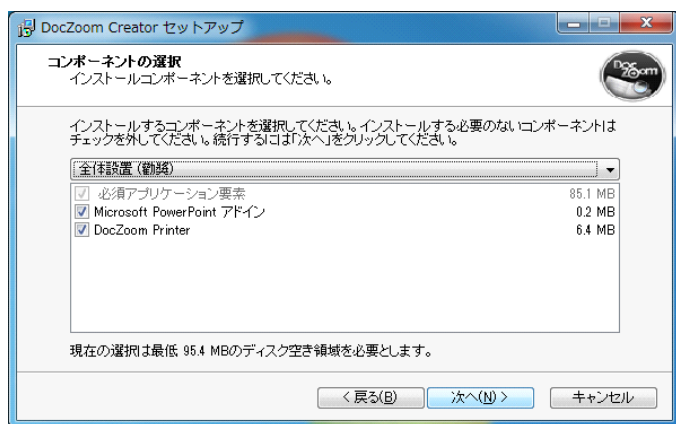 DocZoom Creator セットアップ
コンポーネントの選択
インストールコンポーネントを選択してください。
Doc
Zoom
インストールするコンポーネントを選択してください。インストールする必要のないコンポーネントは
チェックを外してください。続行するには「次へ」をクリックしてください。
全体設置 (勸奬)
必須アプリケーション要素 85.1 MB
Microsoft PowerPoint アドイン 0.2 MB
DocZoom Printer 6.4 MB
現在の選択は最低 95.4 MBのディスク空き領域を必要とします。
< 戻る(B) 次へ(N) > キャンセル